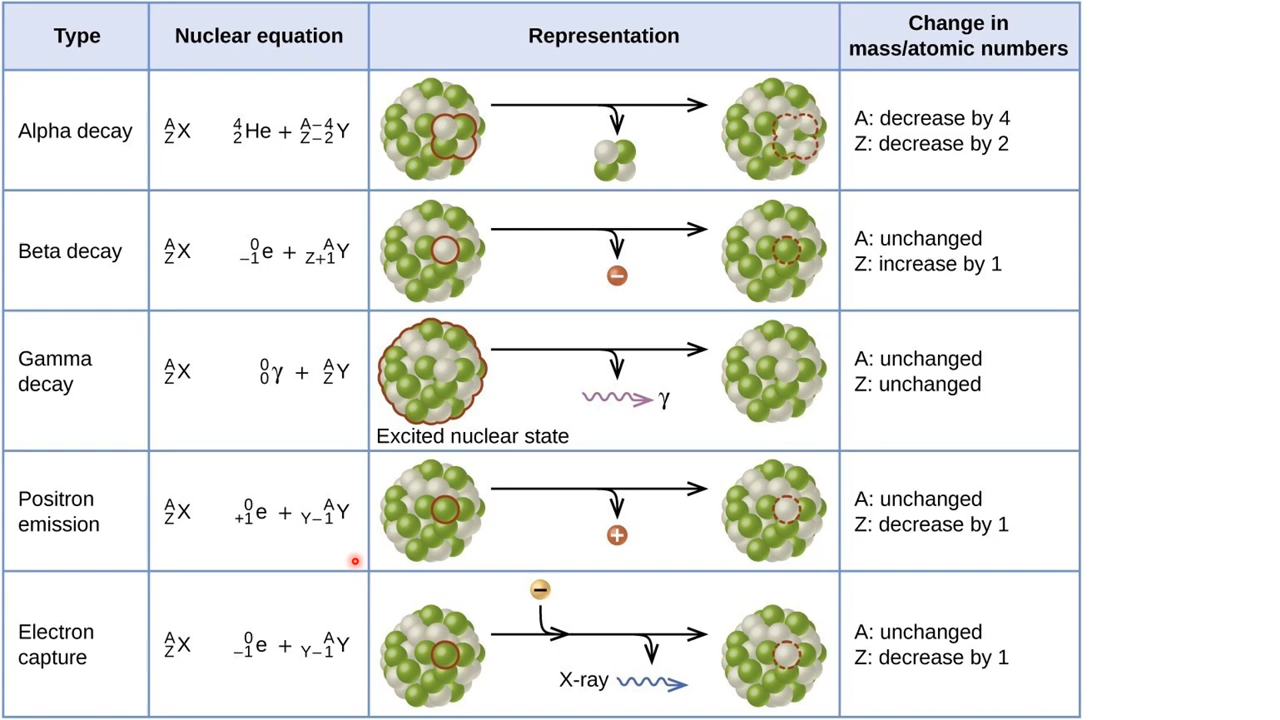 Type Nuclear equation Representation Change in mass/atomic numbers
Alpha decay
A Z X 4 2 He + A−4 Z−2 Y
A: decrease by 4
Z: decrease by 2
Beta decay
A Z X 0 −1 e + A Z+1 Y
−
A: unchanged
Z: increase by 1
Gamma
decay
A Z X 0 0 γ + A Z Y
γ
Excited nuclear state
A: unchanged
Z: unchanged
Positron
emission
A Z X 0 +1 e + A Y−1 Y
+
A: unchanged
Z: decrease by 1
Electron
capture
A Z X 0 −1 e + A Y−1 Y
−
X-ray
A: unchanged
Z: decrease by 1